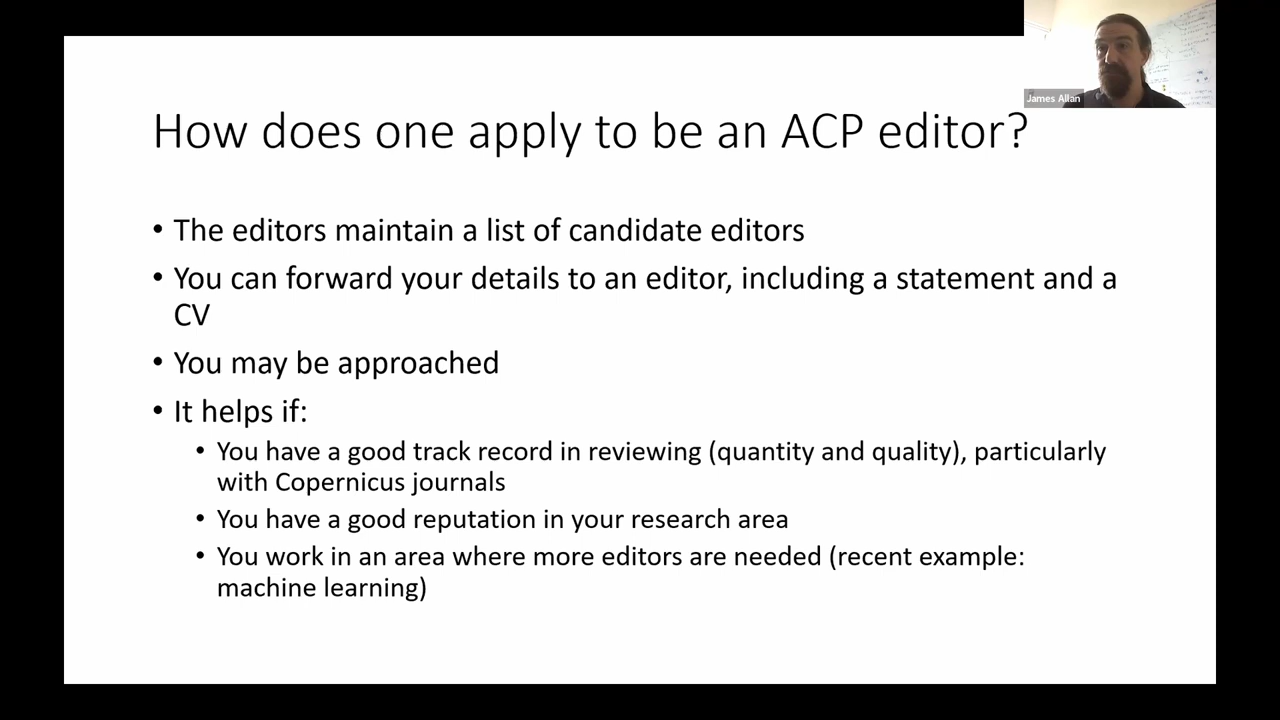 James Allan
How does one apply to be an ACP editor?
• The editors maintain a list of candidate editors
• You can forward your details to an editor, including a statement and a
CV
• You may be approached
• It helps if:
• You have a good track record in reviewing (quantity and quality), particularly
with Copernicus journals
• You have a good reputation in your research area
• You work in an area where more editors are needed (recent example:
machine learning)